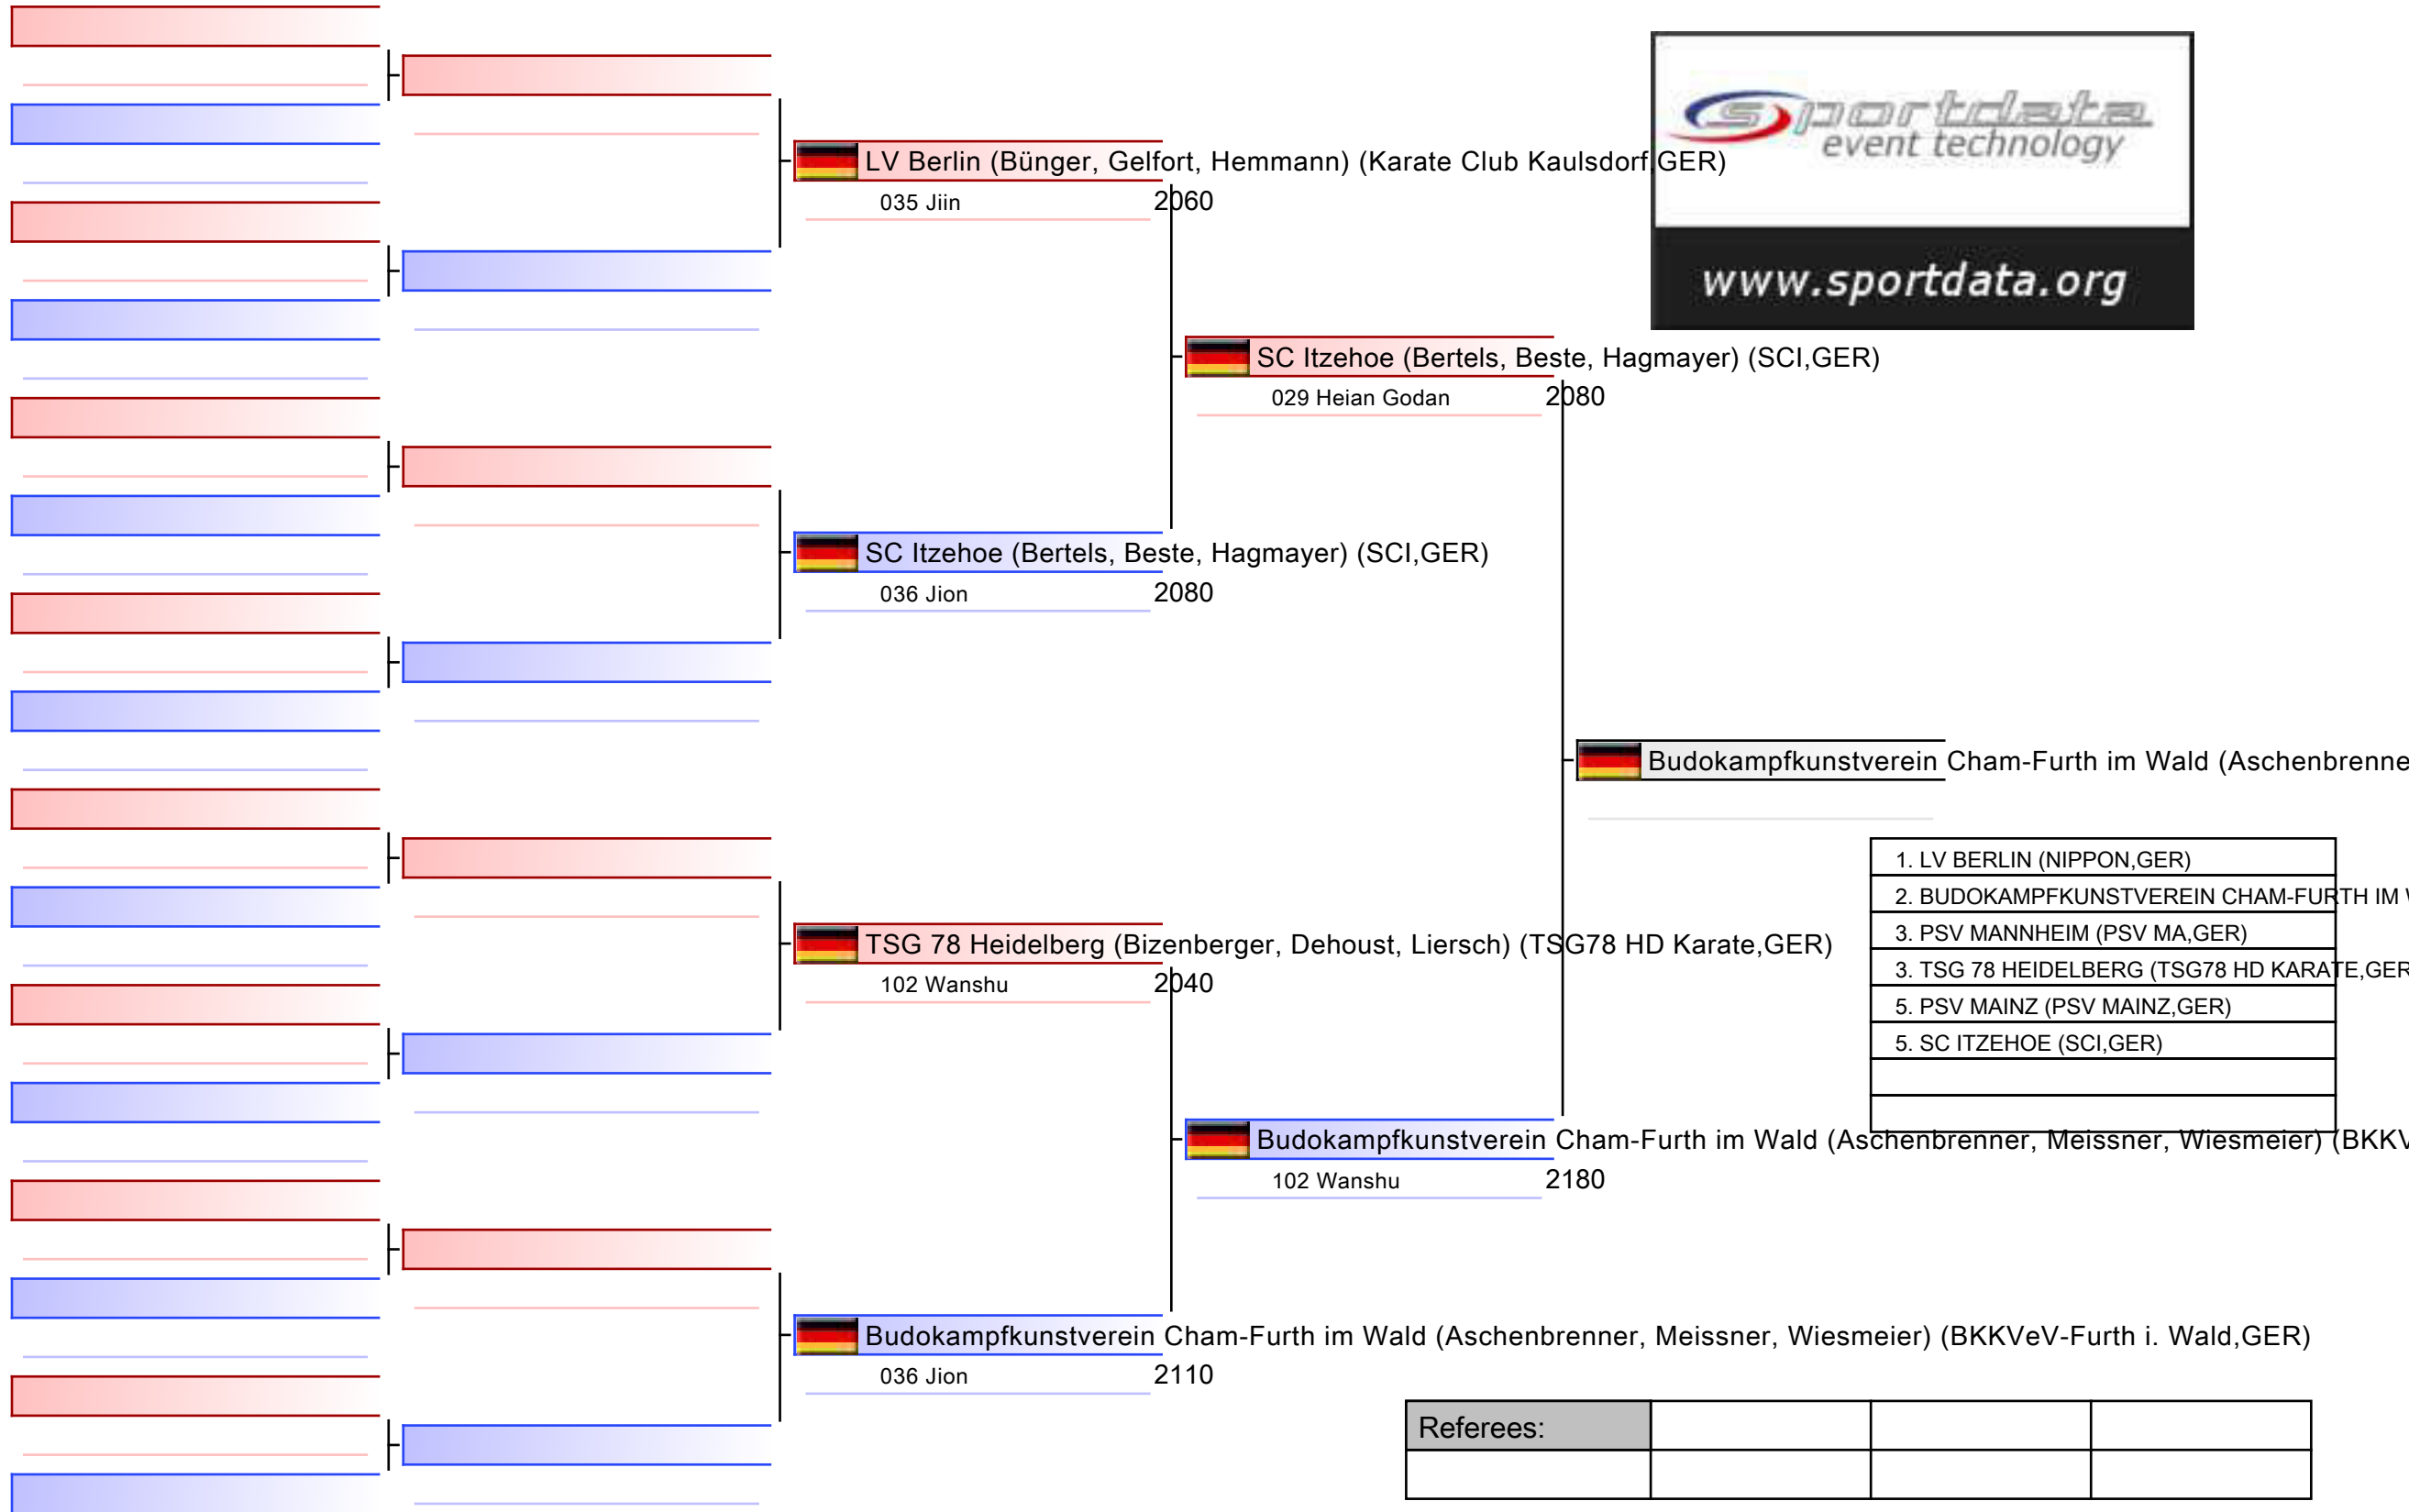 sportdata
event technology
www.sportdata.org
LV Berlin (Bünger, Gelfort, Hemmann) (Karate Club Kaulsdorf,GER)
035 Jiin 2060
SC Itzehoe (Bertels, Beste, Hagmayer) (SCI,GER)
029 Heian Godan 2080
SC Itzehoe (Bertels, Beste, Hagmayer) (SCI,GER)
036 Jion 2080
Budokampfkunstverein Cham-Furth im Wald (Aschenbrenne
1. LV BERLIN (NIPPON,GER)
2. BUDOKAMPFKUNSTVEREIN CHAM-FURTH IM
3. PSV MANNHEIM (PSV MA,GER)
3. TSG 78 HEIDELBERG (TSG78 HD KARATE,GER
5. PSV MAINZ (PSV MAINZ,GER)
5. SC ITZEHOE (SCI,GER)
TSG 78 Heidelberg (Bizenberger, Dehoust, Liersch) (TSG78 HD Karate,GER)
102 Wanshu 2040
Budokampfkunstverein Cham-Furth im Wald (Aschenbrenner, Meissner, Wiesmeier) (BKKV
102 Wanshu 2180
Budokampfkunstverein Cham-Furth im Wald (Aschenbrenner, Meissner, Wiesmeier) (BKKVeV-Furth i. Wald,GER)
036 Jion 2110
Referees: